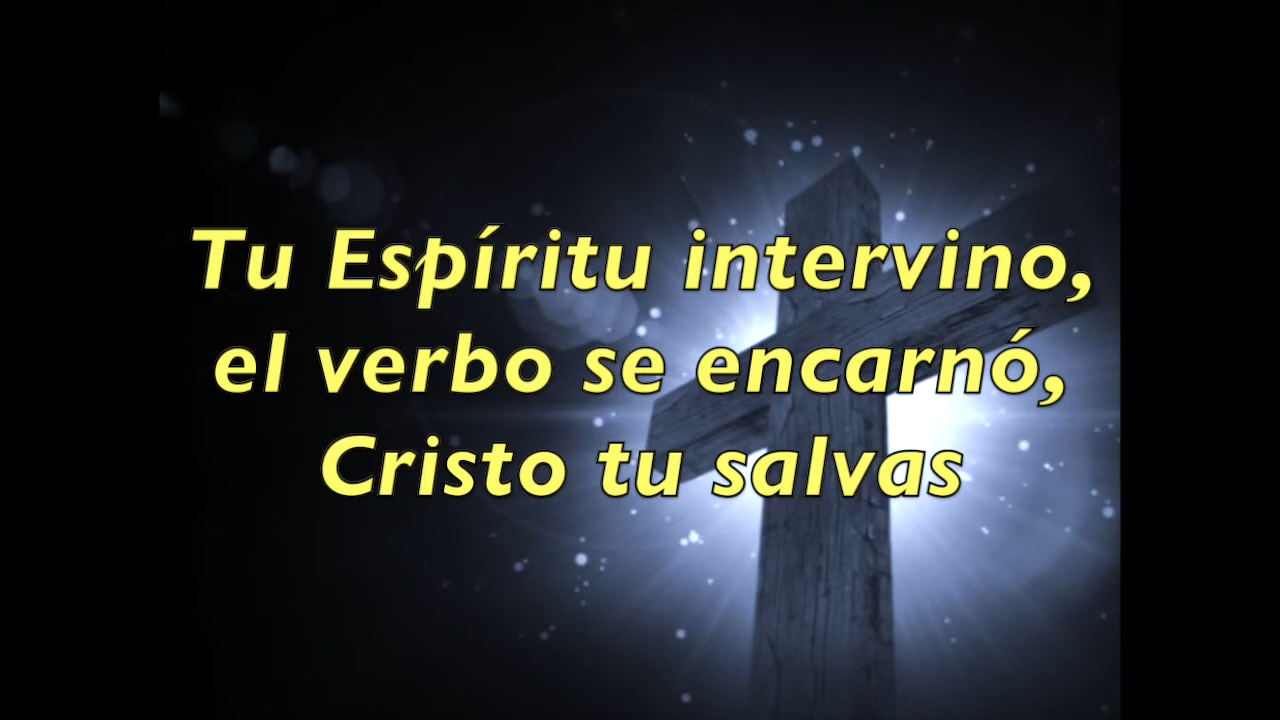 Tu Espíritu intervino,
el verbo se encarnó,
Cristo tu salvas